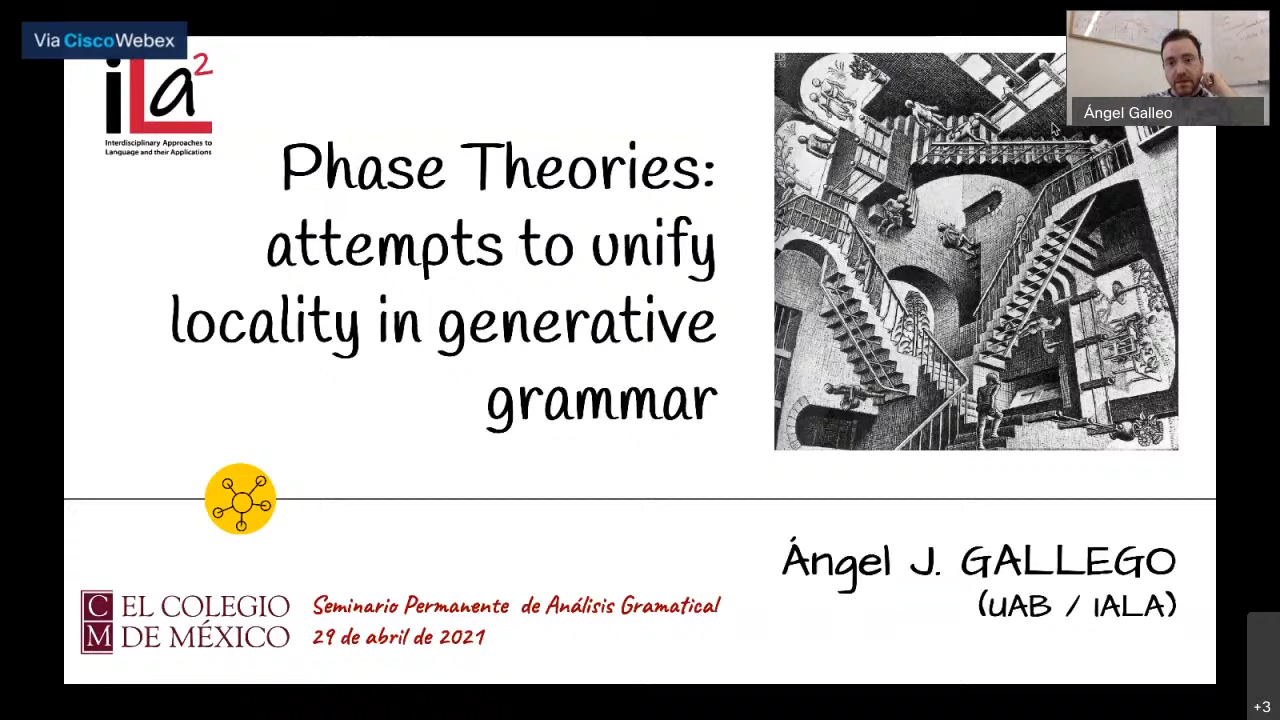 Via CiscoWebex
iLa2
Interdisciplinary Approaches to
Language and their Applications
Ángel Galleo
Phase Theories:
attempts to unify
locality in generative
grammar
Ángel J. GALLEGO
(UAB / IALA)
CM
EL COLEGIO
DE MÉXICO
Seminario Permanente de Análisis Gramatical
29 de abril de 2021
+3